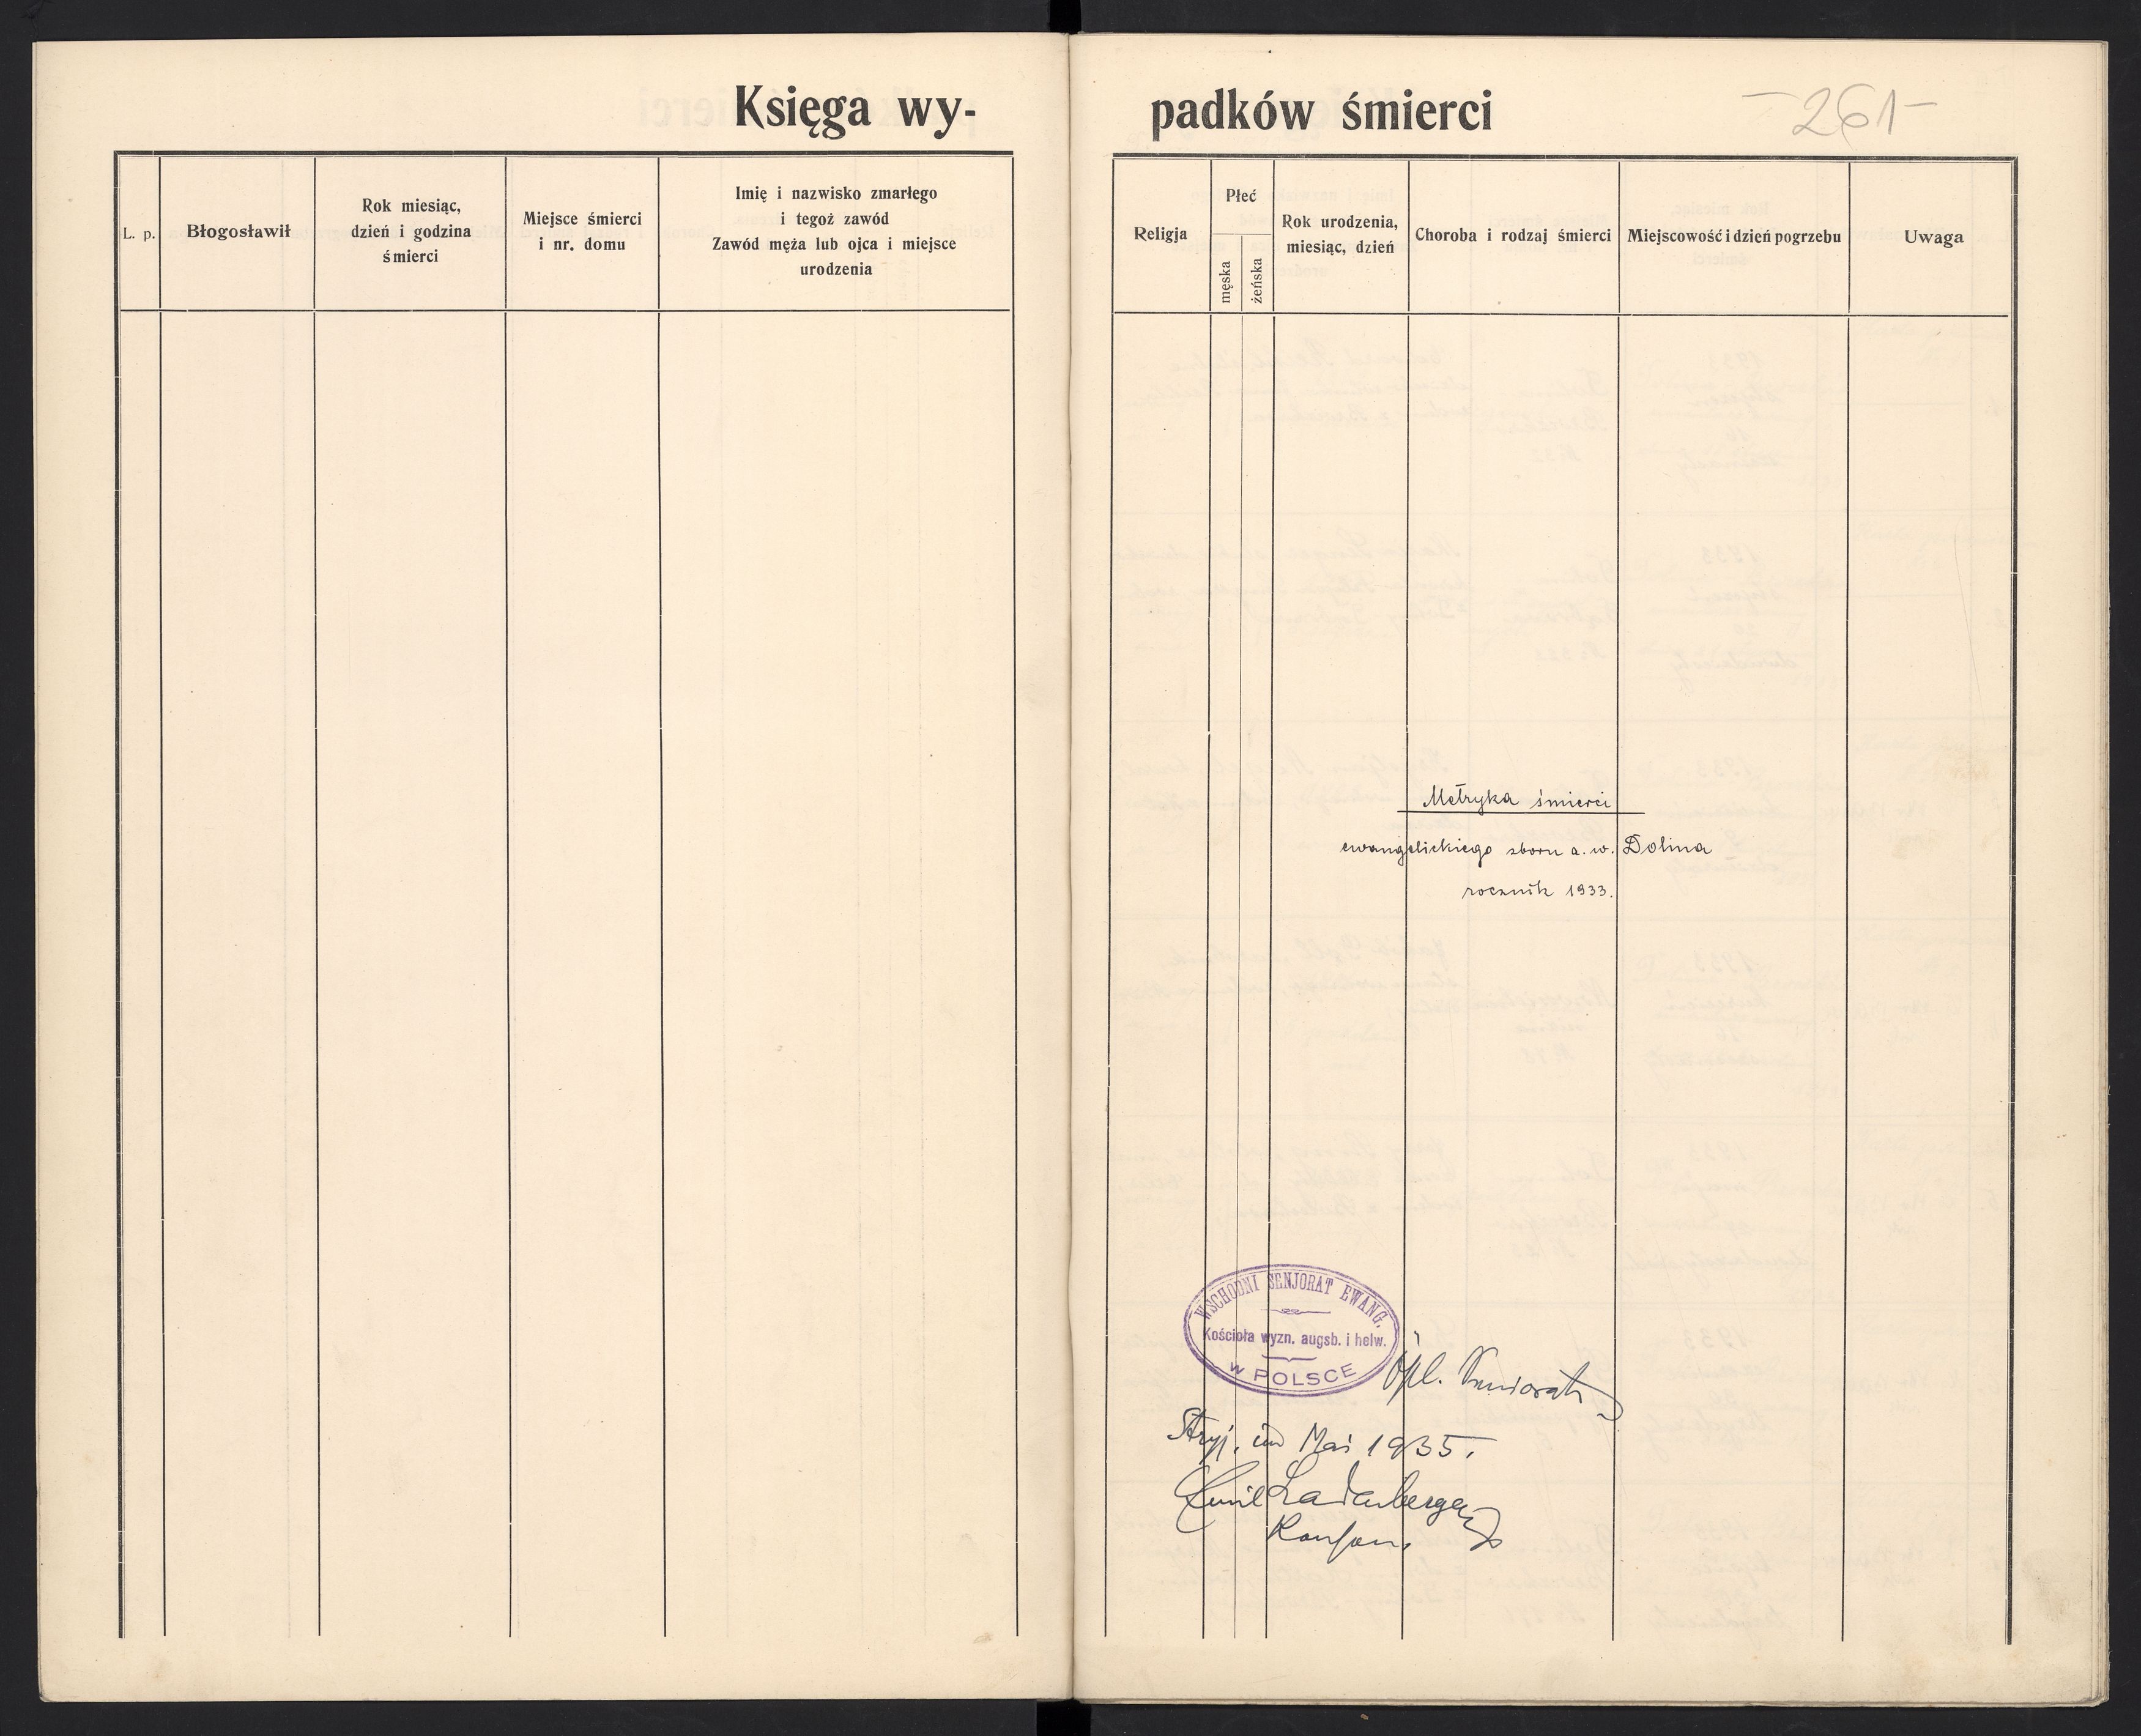 Księga wy-
padków śmierci
-261-
L. p.
Błogosławił
Rok miesiąc,
dzień i godzina
śmierci
Miejsce śmierci
i nr. domu
Imię i nazwisko zmarłego
i tegoż zawód
Zawód męża lub ojca i miejsce
urodzenia
Religja
Płeć
męska
żeńska
Rok urodzenia,
miesiąc, dzień
Choroba i rodzaj śmierci
Miejscowość i dzień pogrzebu
Uwaga
Metryka śmierci
ewangelickiego zboru a. w. Dolina
rocznik 1933.
WSCHODNI SENJORAT EWANG.
Kościoła wyzn. augsb. i helw.
W POLSCE
Stryj, im Mai 1935.
Emil Ladenberger